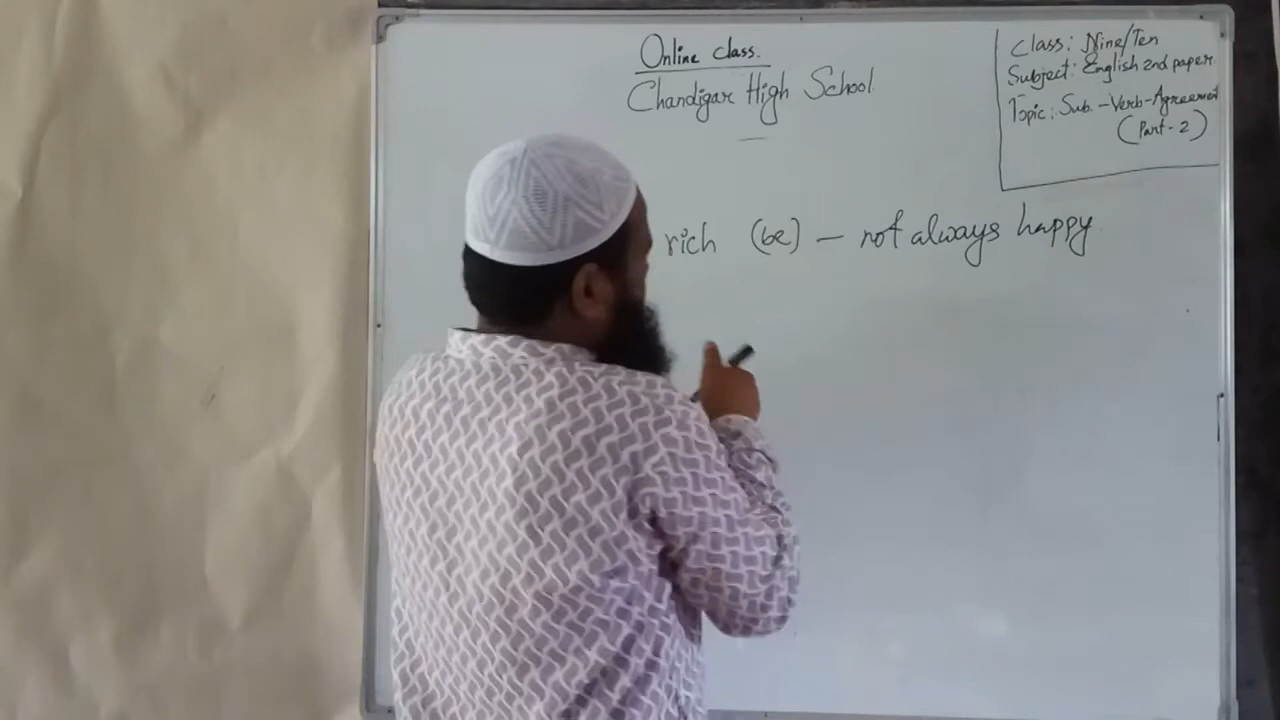 Online class.
Chandigar High School
Class: Nine/Ten
Subject: English 2nd paper
Topic: Sub.-Verb-Agreement
(Part-2)
rich (be) — not always happy